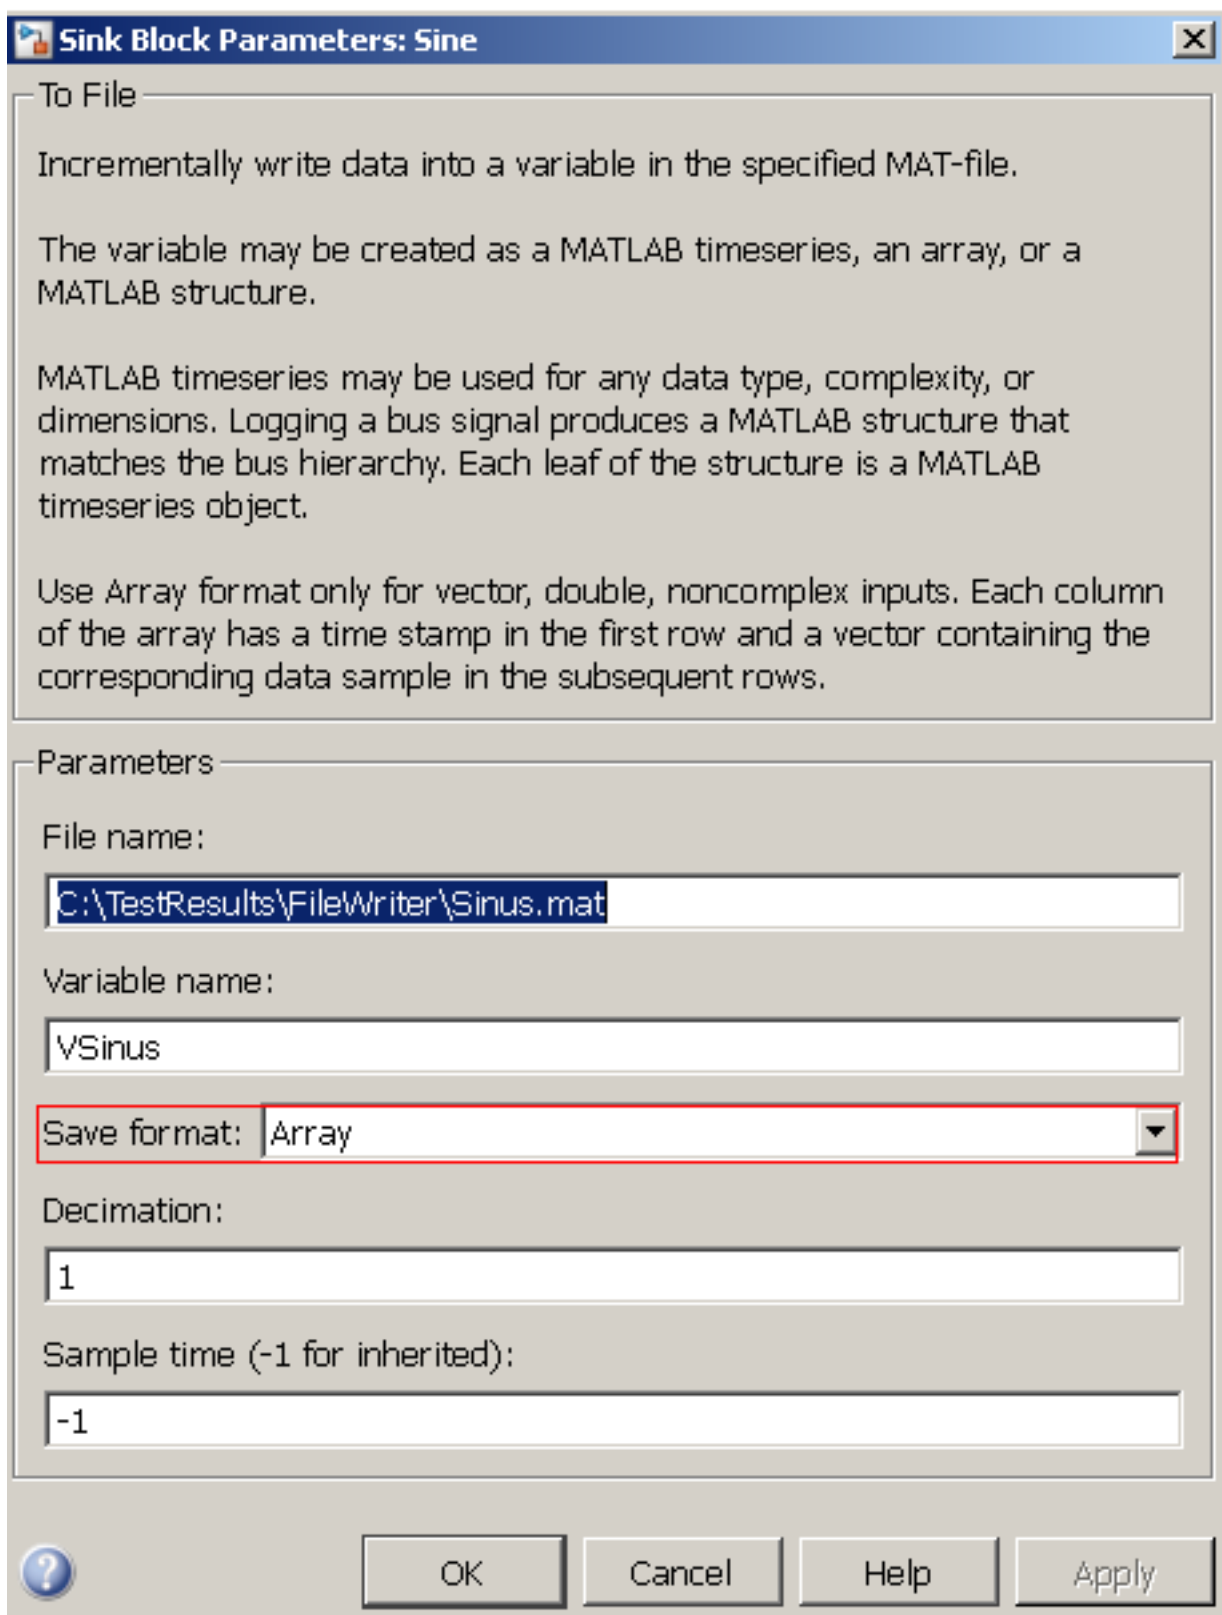 Sink Block Parameters: Sine
To File
Incrementally write data into a variable in the specified MAT-file.
The variable may be created as a MATLAB timeseries, an array, or a
MATLAB structure.
MATLAB timeseries may be used for any data type, complexity, or
dimensions. Logging a bus signal produces a MATLAB structure that
matches the bus hierarchy. Each leaf of the structure is a MATLAB
timeseries object.
Use Array format only for vector, double, noncomplex inputs. Each column
of the array has a time stamp in the first row and a vector containing the
corresponding data sample in the subsequent rows.
Parameters
File name:
C:\TestResults\FileWriter\Sinus.mat
Variable name:
VSinus
Save format: Array
Decimation:
1
Sample time (-1 for inherited):
-1
? OK Cancel Help Apply